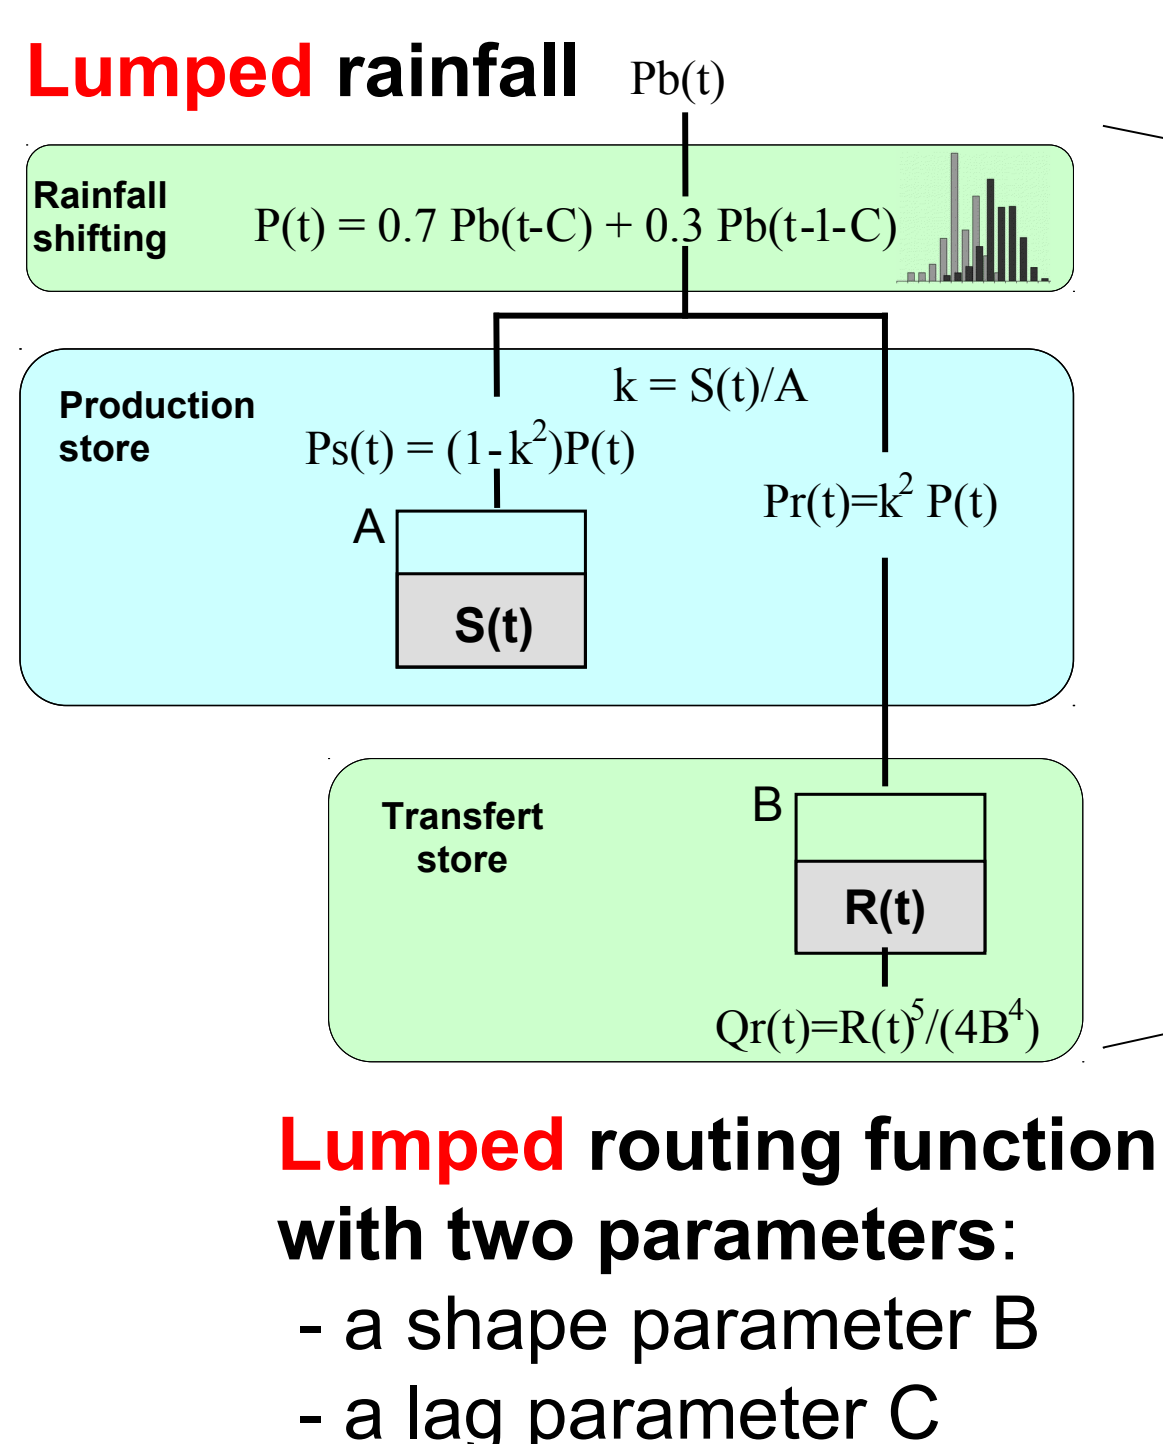 Lumped rainfall Pb(t)
Rainfall
shifting
P(t) = 0.7 Pb(t-C) + 0.3 Pb(t-1-C)
k = S(t)/A
Production
store
Ps(t) = (1-k²)P(t)
Pr(t)=k² P(t)
A
S(t)
Transfert
store
B
R(t)
Qr(t)=R(t)⁵/(4B⁴)
Lumped routing function
with two parameters:
- a shape parameter B
- a lag parameter C